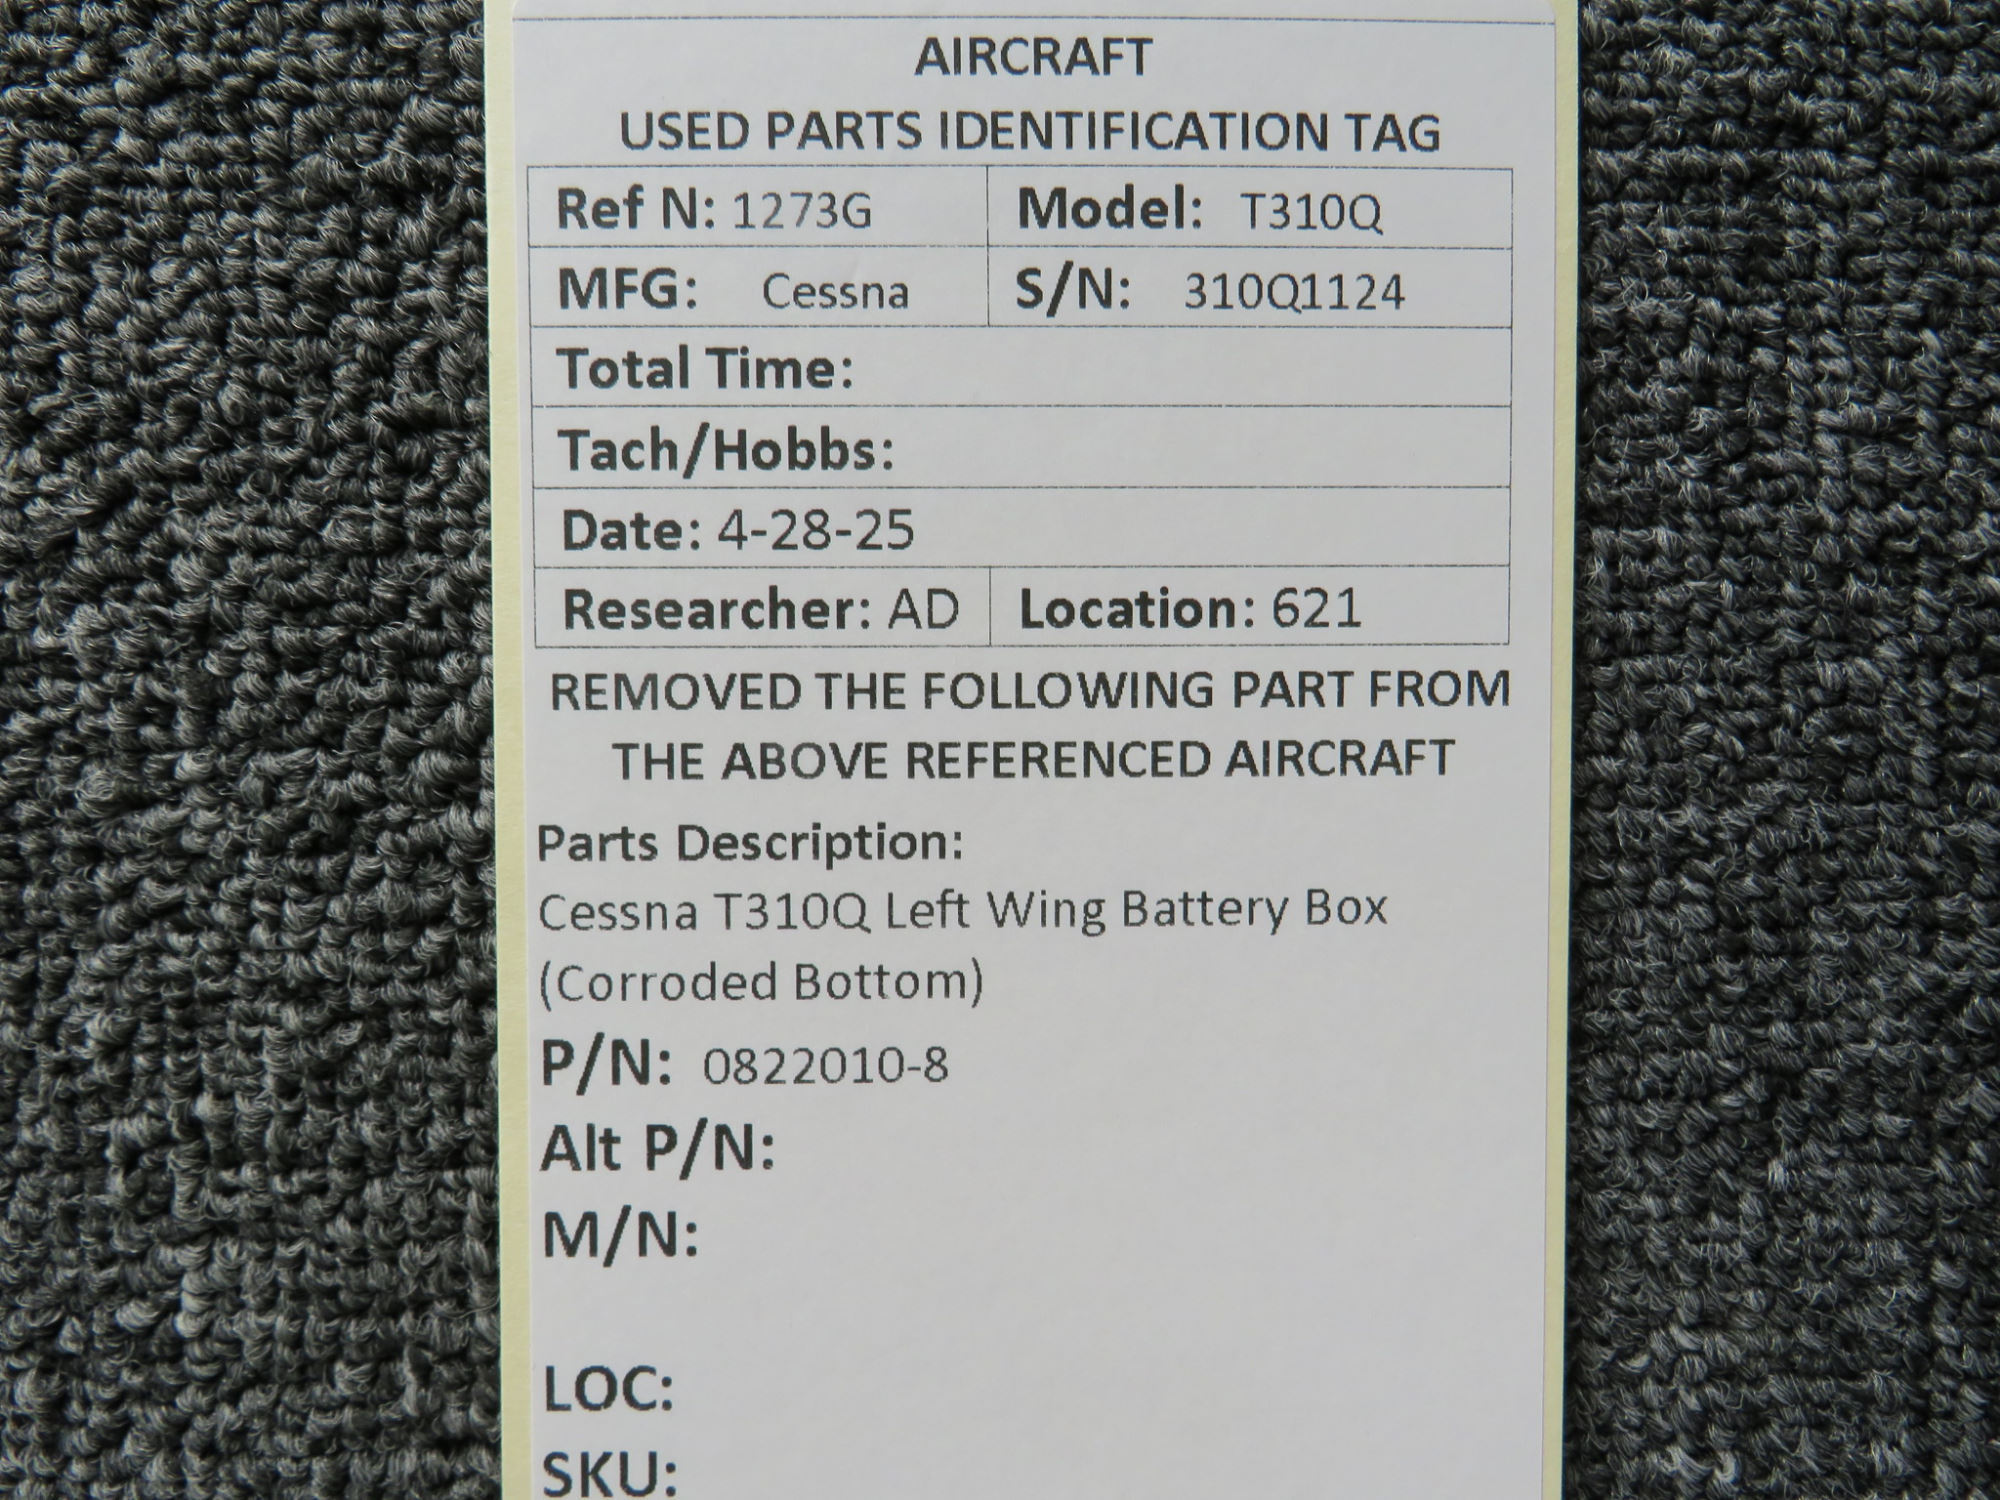 AIRCRAFT
USED PARTS IDENTIFICATION TAG
Ref N: 1273G Model: T310Q
MFG: Cessna S/N: 310Q1124
Total Time:
Tach/Hobbs:
Date: 4-28-25
Researcher: AD Location: 621
REMOVED THE FOLLOWING PART FROM
THE ABOVE REFERENCED AIRCRAFT
Parts Description:
Cessna T310Q Left Wing Battery Box
(Corroded Bottom)
P/N: 0822010-8
Alt P/N:
M/N:
LOC:
SKU: